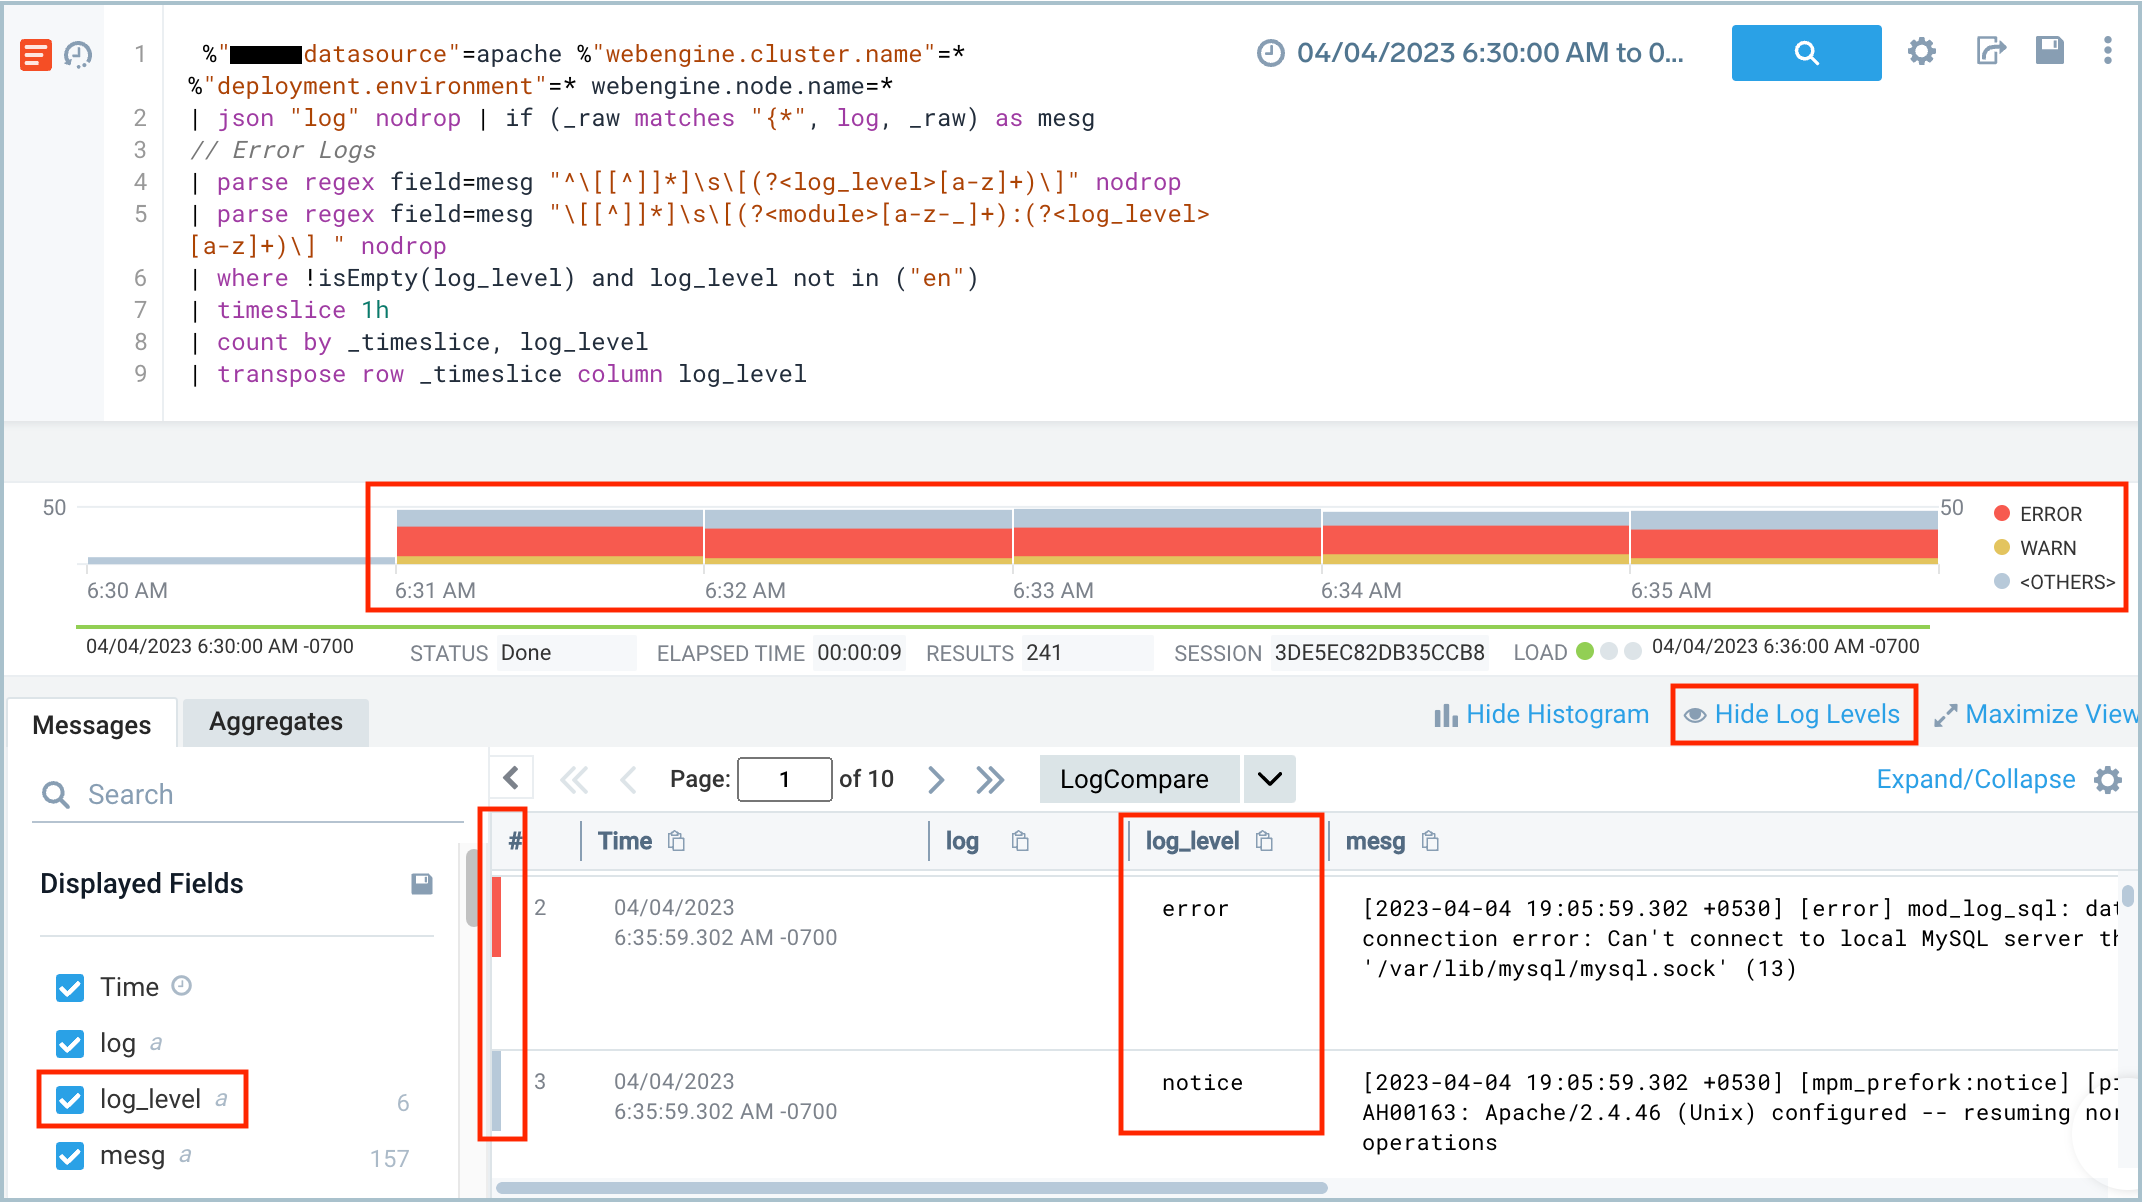 1 %"datasource"=apache %"webengine.cluster.name"=*
%"deployment.environment"=* webengine.node.name=*
04/04/2023 6:30:00 AM to 0...
2 | json "log" nodrop | if (_raw matches "{*", log, _raw) as mesg
3 // Error Logs
4 | parse regex field=mesg "^\[[^]]*]\s\[(?<log_level>[a-z]+)\]" nodrop
5 | parse regex field=mesg "\[[^]]*]\s\[(?<module>[a-z-_]+):(?<log_level>
[a-z]+)\] " nodrop
6 | where !isEmpty(log_level) and log_level not in ("en")
7 | timeslice 1h
8 | count by _timeslice, log_level
9 | transpose row _timeslice column log_level
50
50
ERROR
WARN
<OTHERS>
6:30 AM 6:31 AM 6:32 AM 6:33 AM 6:34 AM 6:35 AM
04/04/2023 6:30:00 AM -0700 STATUS Done ELAPSED TIME 00:00:09 RESULTS 241 SESSION 3DE5EC82DB35CCB8 LOAD 04/04/2023 6:36:00 AM -0700
Messages Aggregates Hide Histogram Hide Log Levels Maximize View
Search
Page: 1 of 10 LogCompare Expand/Collapse
# Time log log_level mesg
Displayed Fields
Time
log a
log_level a 6
mesg a 157
2 04/04/2023
6:35:59.302 AM -0700
error
[2023-04-04 19:05:59.302 +0530] [error] mod_log_sql: dat
connection error: Can't connect to local MySQL server th
'/var/lib/mysql/mysql.sock' (13)
3 04/04/2023
6:35:59.302 AM -0700
notice
[2023-04-04 19:05:59.302 +0530] [mpm_prefork:notice] [pi
AH00163: Apache/2.4.46 (Unix) configured -- resuming nor
operations